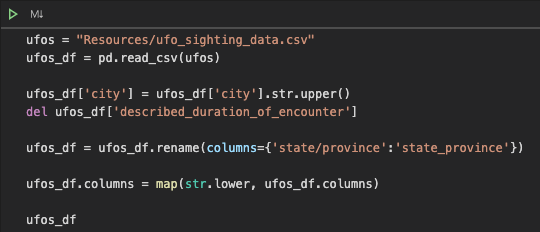 M↓
ufos = "Resources/ufo_sighting_data.csv"
ufos_df = pd.read_csv(ufos)
ufos_df['city'] = ufos_df['city'].str.upper()
del ufos_df['described_duration_of_encounter']
ufos_df = ufos_df.rename(columns={'state/province':'state_province'})
ufos_df.columns = map(str.lower, ufos_df.columns)
ufos_df